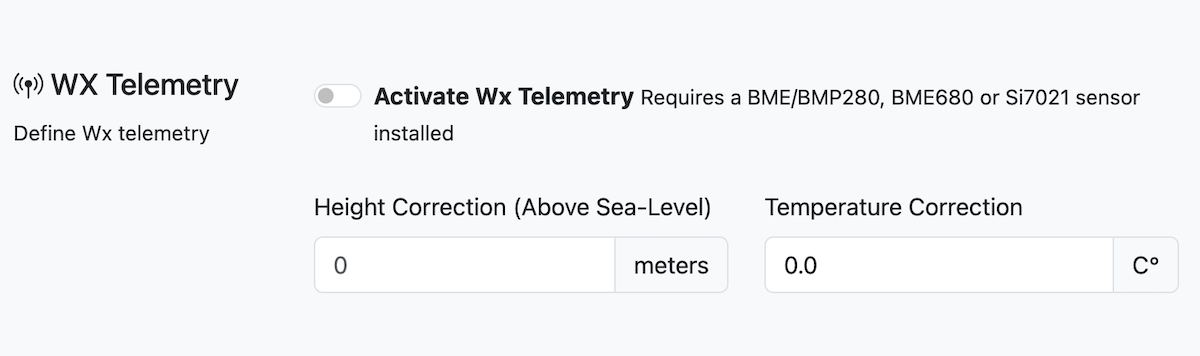 WX Telemetry
Define Wx telemetry
Activate Wx Telemetry Requires a BME/BMP280, BME680 or Si7021 sensor
installed
Height Correction (Above Sea-Level)
0 meters
Temperature Correction
0.0 C°